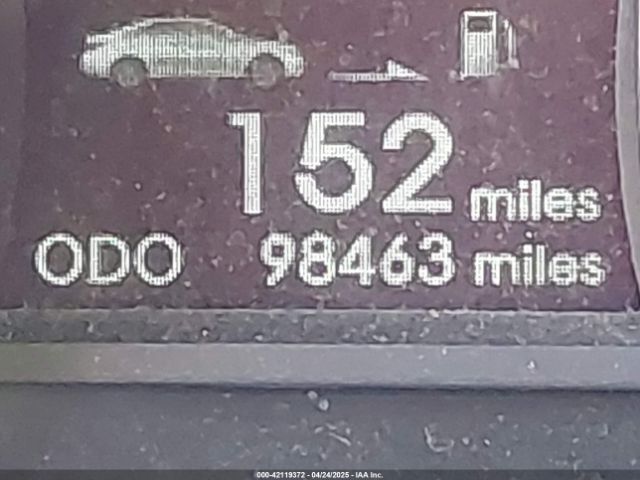 152 miles
ODO 98463 miles
000-42119372 - 04/24/2025 - IAA Inc.